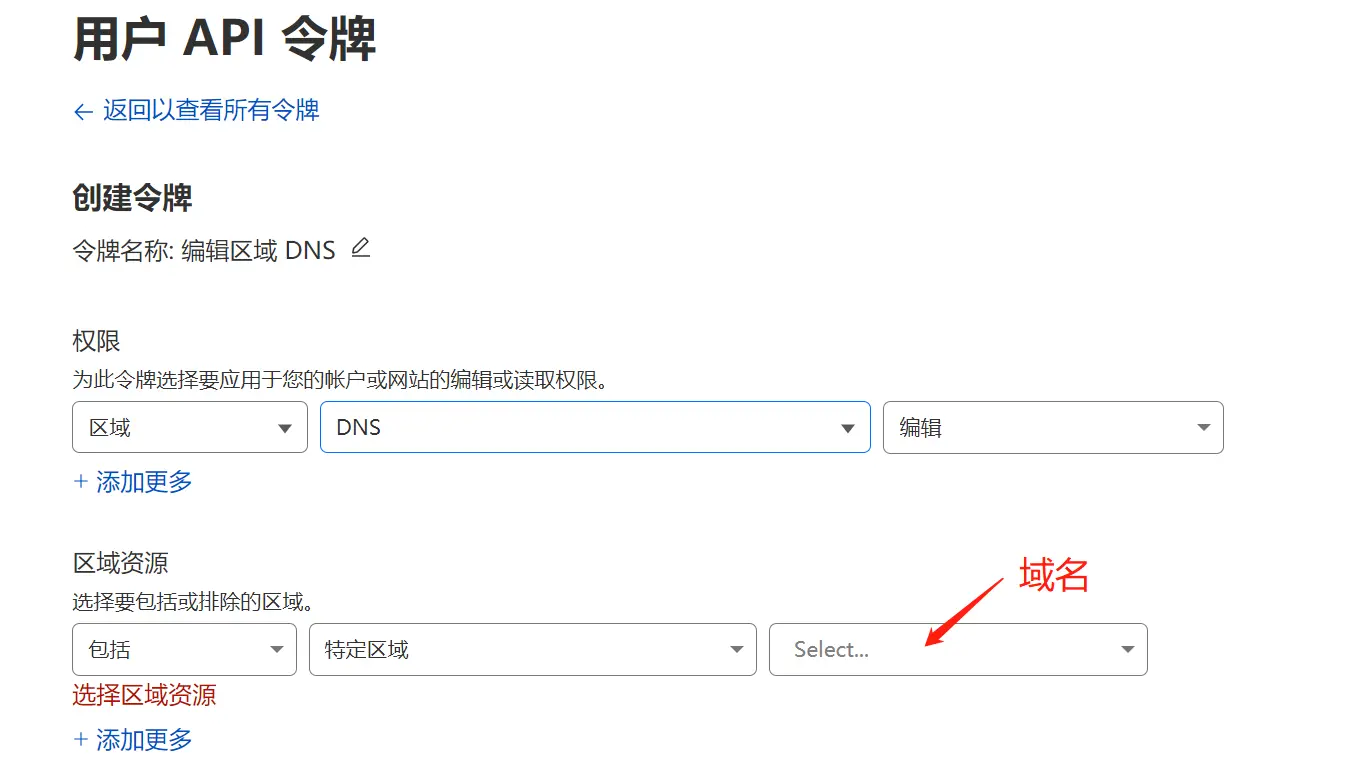 用户 API 令牌
← 返回以查看所有令牌
创建令牌
令牌名称: 编辑区域 DNS
权限
为此令牌选择要应用于您的帐户或网站的编辑或读取权限。
区域 DNS 编辑
+ 添加更多
区域资源
域名
选择要包括或排除的区域。
包括 特定区域 Select...
选择区域资源
+ 添加更多